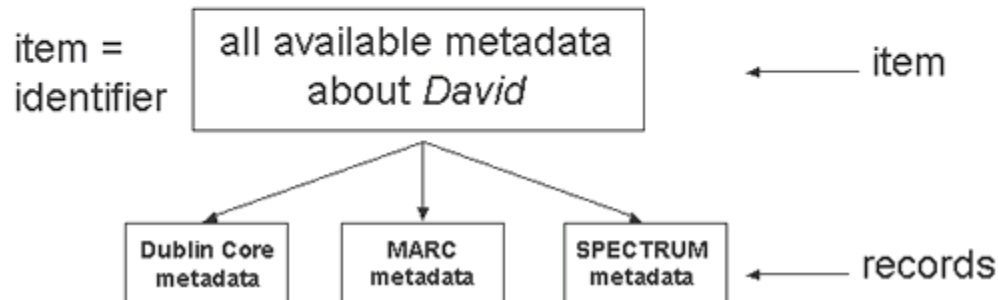 item =
identifier
all available metadata
about David
item
Dublin Core
metadata
MARC
metadata
SPECTRUM
metadata
records